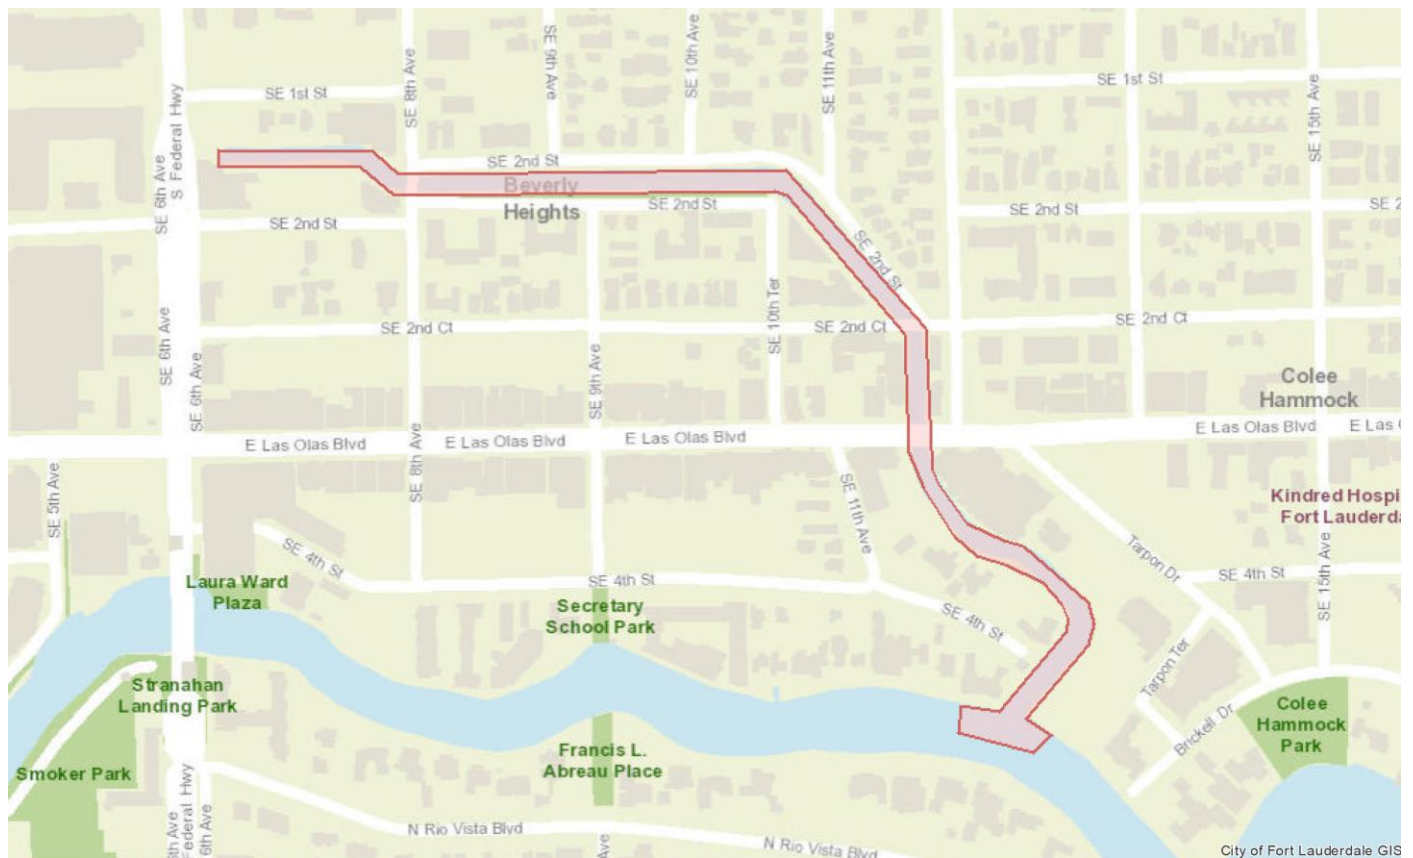 SE 9th Ave
SE 10th Ave
SE 11th Ave
SE 8th Ave
SE 1st St
SE 1st St
SE 15th Ave
S Federal Hwy
SE 6th Ave
SE 2nd St
Beverly
Heights
SE 2nd St
SE 2nd St
SE 2nd St
SE 2nd St
SE 2
SE 10th Ter
SE 2nd Ct
SE 2nd Ct
SE 2nd Ct
SE 6th Ave
SE 6th Ave
SE 9th Ave
Colee
Hammock
E Las Olas Blvd
E Las Olas Blvd
E Las Olas Blvd
E Las Olas Blvd
E Las O
SE 8th Ave
SE 5th Ave
SE 11th Ave
Kindred Hospi
Fort Lauderda
Tarpon Dr
SE 4th St
SE 4th St
SE 4th St
SE 4th St
SE 15th Ave
Laura Ward
Plaza
Secretary
School Park
Tarpon Ter
Stranahan
Landing Park
Brickell Dr
Colee
Hammock
Park
Francis L.
Abreau Place
Smoker Park
Federal Hwy
6th Ave
N Rio Vista Blvd
N Rio Vista Blvd
Ave
City of Fort Lauderdale GIS